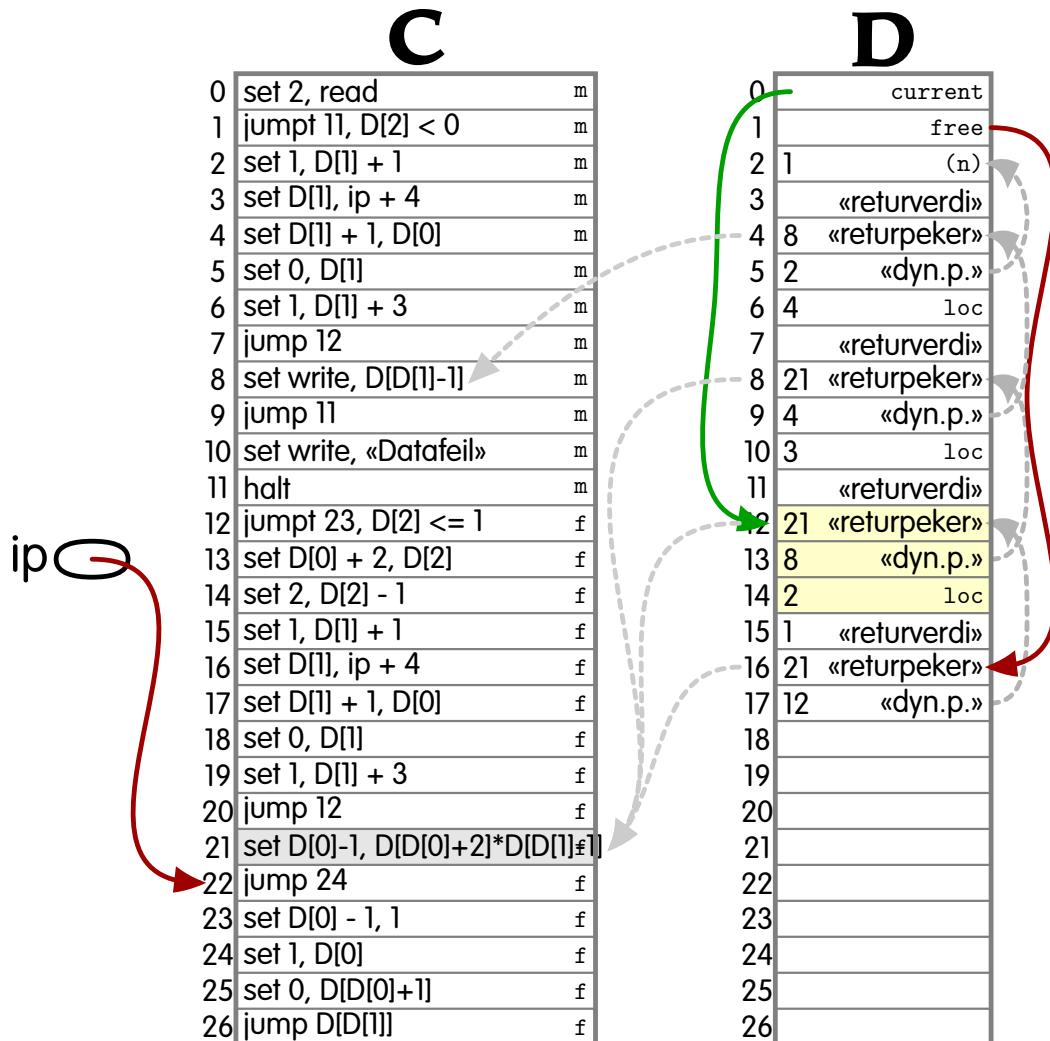 C
D
0 set 2, read m
1 jumpt 11, D[2] < 0 m
2 set 1, D[1] + 1 m
3 set D[1], ip + 4 m
4 set D[1] + 1, D[0] m
5 set 0, D[1] m
6 set 1, D[1] + 3 m
7 jump 12 m
8 set write, D[D[1]-1] m
9 jump 11 m
10 set write, «Datafeil» m
11 halt m
12 jumpt 23, D[2] <= 1 f
13 set D[0] + 2, D[2] f
14 set 2, D[2] - 1 f
15 set 1, D[1] + 1 f
16 set D[1], ip + 4 f
17 set D[1] + 1, D[0] f
18 set 0, D[1] f
19 set 1, D[1] + 3 f
20 jump 12 f
21 set D[0]-1, D[D[0]+2]*D[D[1]-1] f
22 jump 24 f
23 set D[0] - 1, 1 f
24 set 1, D[0] f
25 set 0, D[D[0]+1] f
26 jump D[D[1]] f
ip
0 current
1 free
2 1 (n)
3 «returverdi»
4 8 «returpeker»
5 2 «dyn.p.»
6 4 loc
7 «returverdi»
8 21 «returpeker»
9 4 «dyn.p.»
10 3 loc
11 «returverdi»
12 21 «returpeker»
13 8 «dyn.p.»
14 2 loc
15 1 «returverdi»
16 21 «returpeker»
17 12 «dyn.p.»
18
19
20
21
22
23
24
25
26